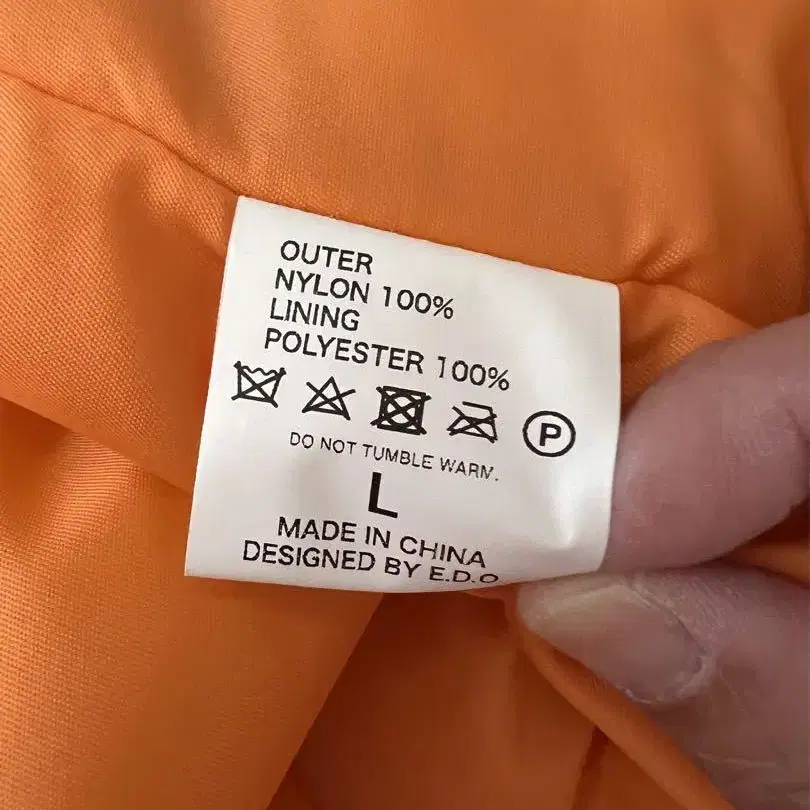 OUTER
NYLON 100%
LINING
POLYESTER 100%
P
DO NOT TUMBLE WARM.
L
MADE IN CHINA
DESIGNED BY E.D.O